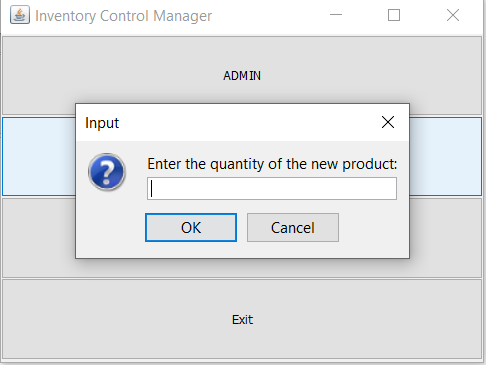 Inventory Control Manager
ADMIN
Input
Enter the quantity of the new product:
OK
Cancel
Exit